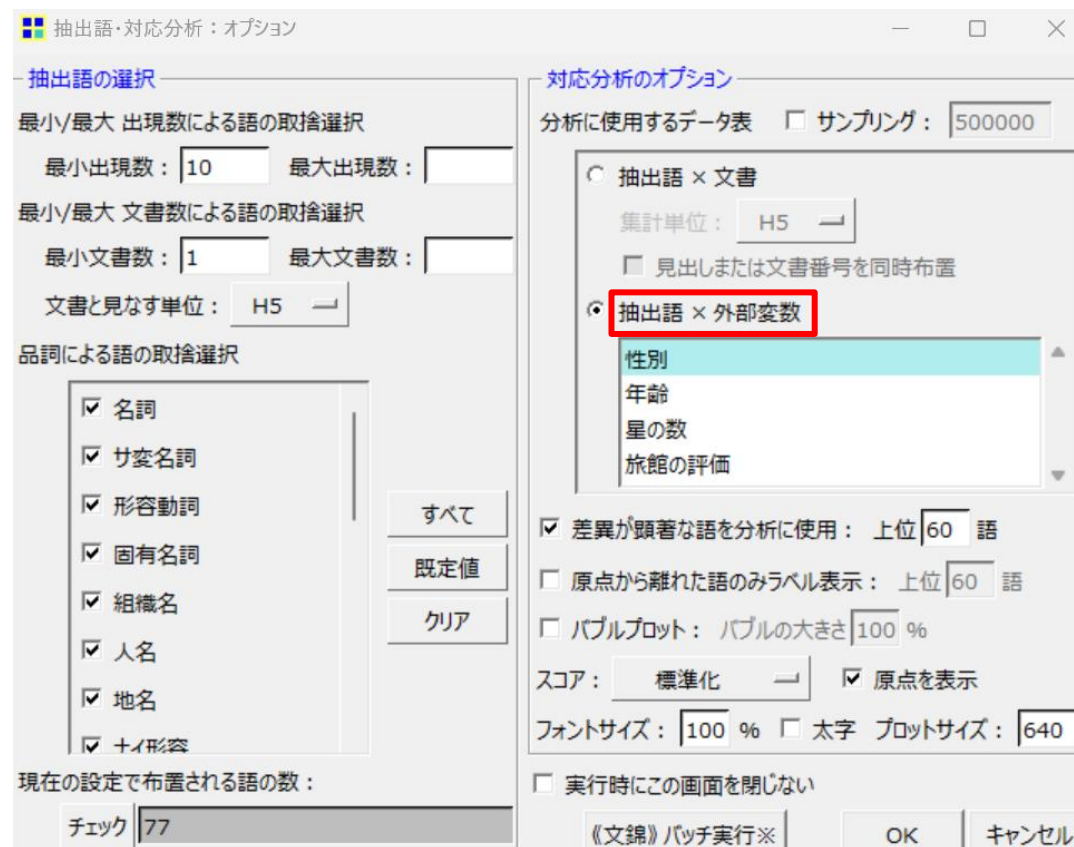 抽出語・対応分析：オプション
抽出語の選択
最小/最大 出現数による語の取捨選択
最小出現数： 10 最大出現数：
最小/最大 文書数による語の取捨選択
最小文書数： 1 最大文書数：
文書と見なす単位： H5
品詞による語の取捨選択
名詞
サ変名詞
形容動詞
固有名詞
組織名
人名
地名
ナイ形容
すべて
既定値
クリア
現在の設定で布置される語の数：
チェック 77
対応分析のオプション
分析に使用するデータ表 サンプリング： 500000
抽出語 × 文書
集計単位： H5
見出しまたは文書番号を同時布置
抽出語 × 外部変数
性別
年齢
星の数
旅館の評価
差異が顕著な語を分析に使用： 上位 60 語
原点から離れた語のみラベル表示： 上位 60 語
バブルプロット： バブルの大きさ 100 %
スコア： 標準化 原点を表示
フォントサイズ： 100 % 太字 プロットサイズ： 640
実行時にこの画面を閉じない
《文錦》バッチ実行※ OK キャンセル